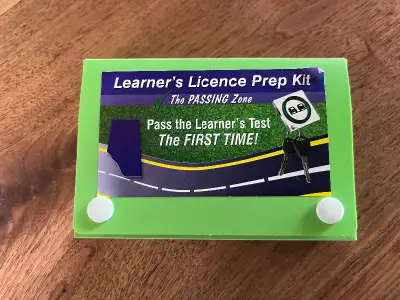 Learner's Licence Prep Kit
The PASSING Zone
Pass the Learner's Test
The FIRST TIME!